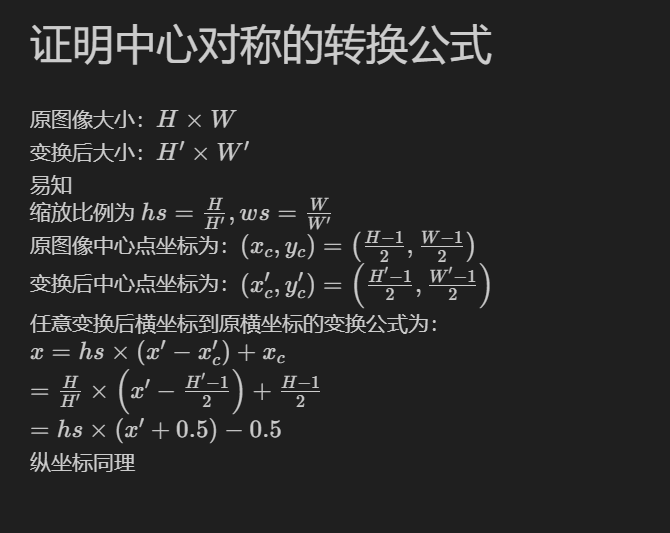 证明中心对称的转换公式
原图像大小：$H \times W$
变换后大小：$H' \times W'$
易知
缩放比例为 $hs = \frac{H}{H'}, ws = \frac{W}{W'}$
原图像中心点坐标为：$(x_c, y_c) = \left(\frac{H-1}{2}, \frac{W-1}{2}\right)$
变换后中心点坐标为：$(x_c', y_c') = \left(\frac{H'-1}{2}, \frac{W'-1}{2}\right)$
任意变换后横坐标到原横坐标的变换公式为：
$x = hs \times (x' - x_c') + x_c$
$= \frac{H}{H'} \times \left(x' - \frac{H'-1}{2}\right) + \frac{H-1}{2}$
$= hs \times (x' + 0.5) - 0.5$
纵坐标同理